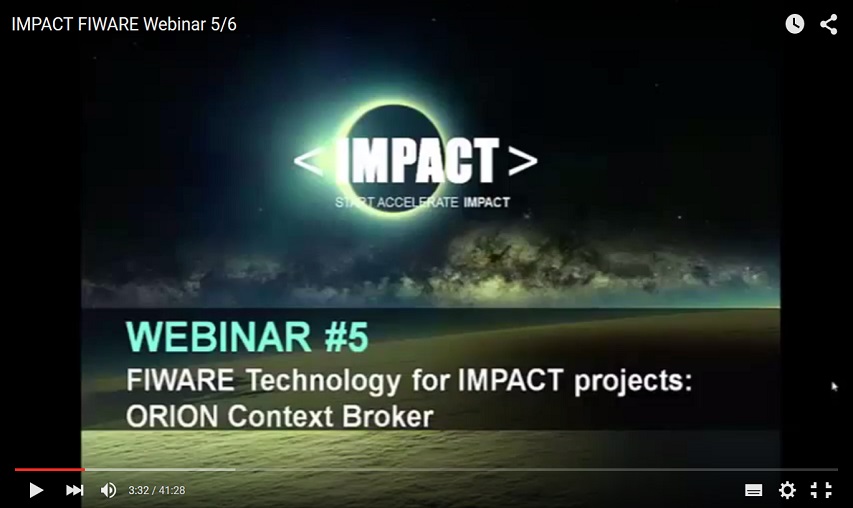 IMPACT FIWARE Webinar 5/6
< IMPACT >
START ACCELERATE IMPACT
WEBINAR #5
FIWARE Technology for IMPACT projects:
ORION Context Broker
3:32 / 41:28